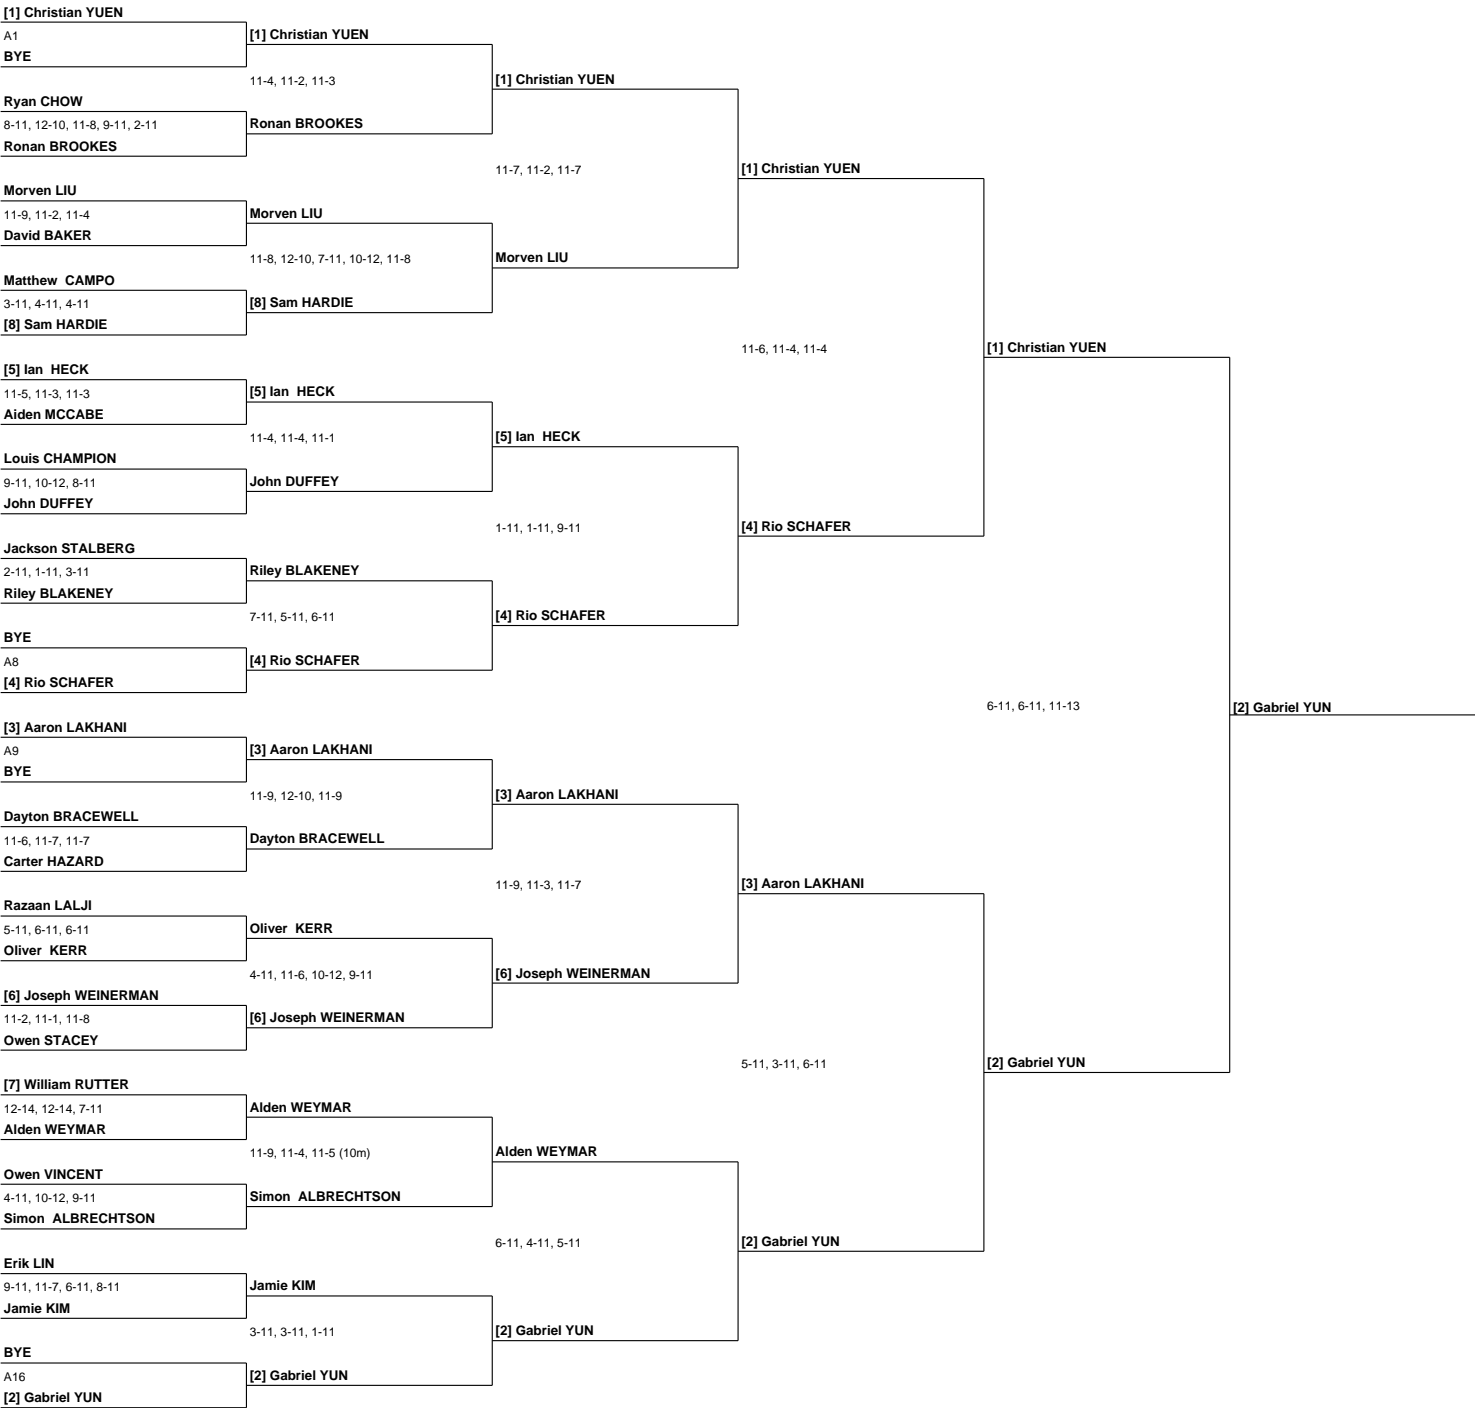 [1] Christian YUEN
A1
BYE
Ryan CHOW
8-11, 12-10, 11-8, 9-11, 2-11
Ronan BROOKES
Morven LIU
11-9, 11-2, 11-4
David BAKER
Matthew  CAMPO
3-11, 4-11, 4-11
[8] Sam HARDIE
[5] Ian  HECK
11-5, 11-3, 11-3
Aiden MCCABE
Louis CHAMPION
9-11, 10-12, 8-11
John DUFFEY
Jackson STALBERG
2-11, 1-11, 3-11
Riley BLAKENEY
BYE
A8
[4] Rio SCHAFER
[3] Aaron LAKHANI
A9
BYE
Dayton BRACEWELL
11-6, 11-7, 11-7
Carter HAZARD
Razaan LALJI
5-11, 6-11, 6-11
Oliver  KERR
[6] Joseph WEINERMAN
11-2, 11-1, 11-8
Owen STACEY
[7] William RUTTER
12-14, 12-14, 7-11
Alden WEYMAR
Owen VINCENT
4-11, 10-12, 9-11
Simon  ALBRECHTSON
Erik LIN
9-11, 11-7, 6-11, 8-11
Jamie KIM
BYE
A16
[2] Gabriel YUN
[1] Christian YUEN
11-4, 11-2, 11-3
Ronan BROOKES
Morven LIU
11-8, 12-10, 7-11, 10-12, 11-8
[8] Sam HARDIE
[5] Ian  HECK
11-4, 11-4, 11-1
John DUFFEY
Riley BLAKENEY
7-11, 5-11, 6-11
[4] Rio SCHAFER
[3] Aaron LAKHANI
11-9, 12-10, 11-9
Dayton BRACEWELL
Oliver  KERR
4-11, 11-6, 10-12, 9-11
[6] Joseph WEINERMAN
Alden WEYMAR
11-9, 11-4, 11-5 (10m)
Simon  ALBRECHTSON
Jamie KIM
3-11, 3-11, 1-11
[2] Gabriel YUN
[1] Christian YUEN
11-7, 11-2, 11-7
Morven LIU
[5] Ian  HECK
1-11, 1-11, 9-11
[4] Rio SCHAFER
[3] Aaron LAKHANI
11-9, 11-3, 11-7
[6] Joseph WEINERMAN
Alden WEYMAR
6-11, 4-11, 5-11
[2] Gabriel YUN
[1] Christian YUEN
11-6, 11-4, 11-4
[4] Rio SCHAFER
[3] Aaron LAKHANI
5-11, 3-11, 6-11
[2] Gabriel YUN
[1] Christian YUEN
6-11, 6-11, 11-13
[2] Gabriel YUN
[2] Gabriel YUN